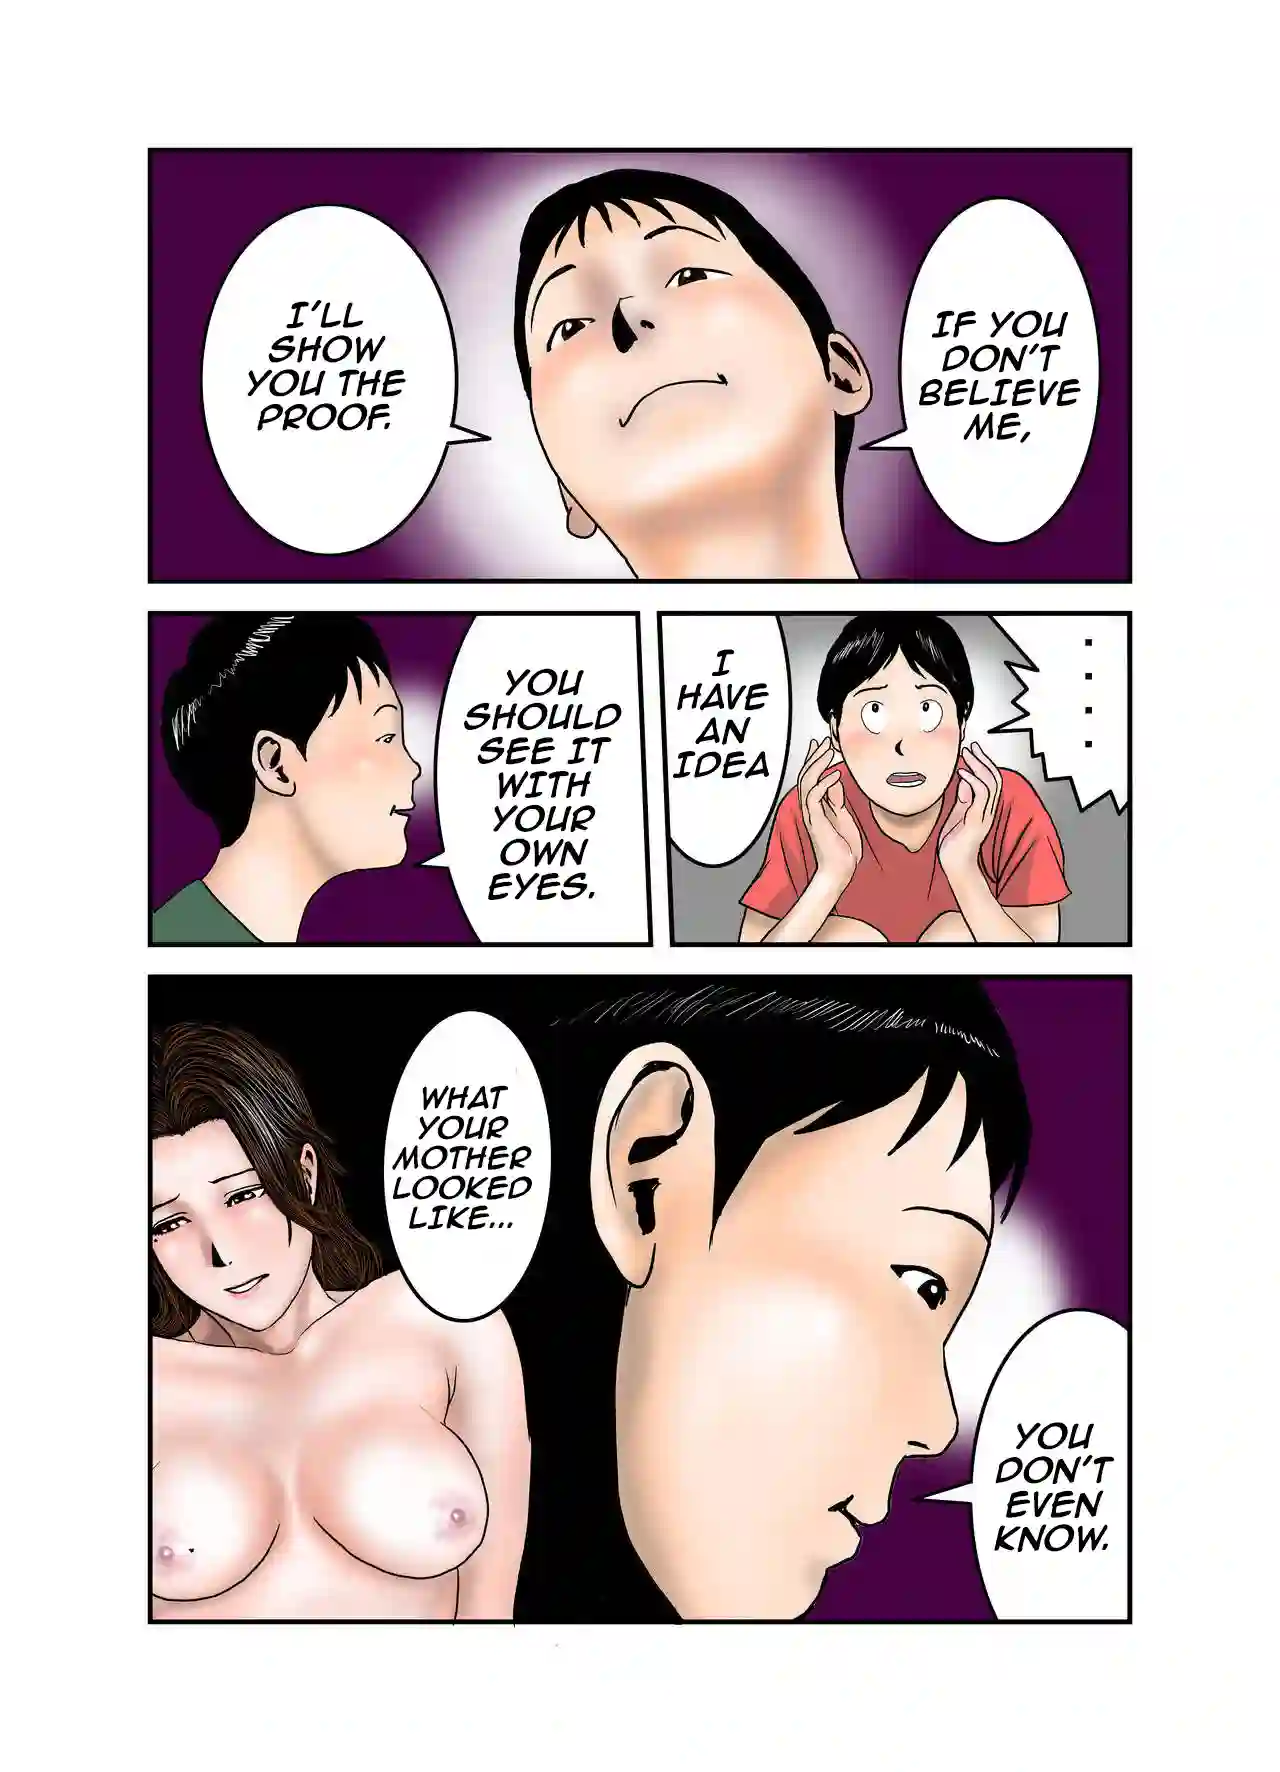 IF YOU
DON'T
BELIEVE
ME,
I'LL
SHOW
YOU THE
PROOF.
....
I
HAVE
AN
IDEA
YOU
SHOULD
SEE IT
WITH
YOUR
OWN
EYES.
YOU
DON'T
EVEN
KNOW.
WHAT
YOUR
MOTHER
LOOKED
LIKE...